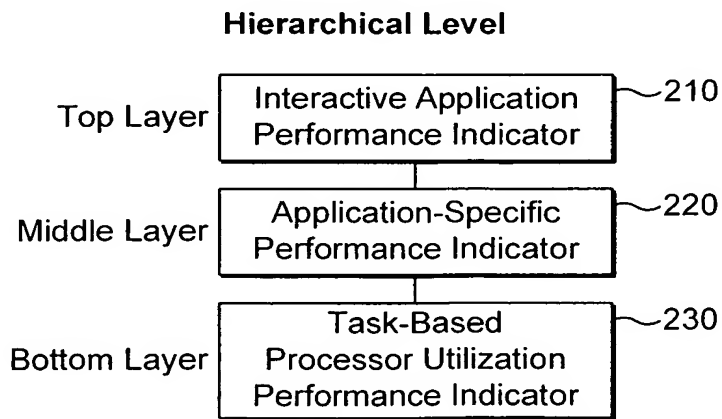 Hierarchical Level
Top Layer
Interactive Application
Performance Indicator
210
Middle Layer
Application-Specific
Performance Indicator
220
Bottom Layer
Task-Based
Processor Utilization
Performance Indicator
230